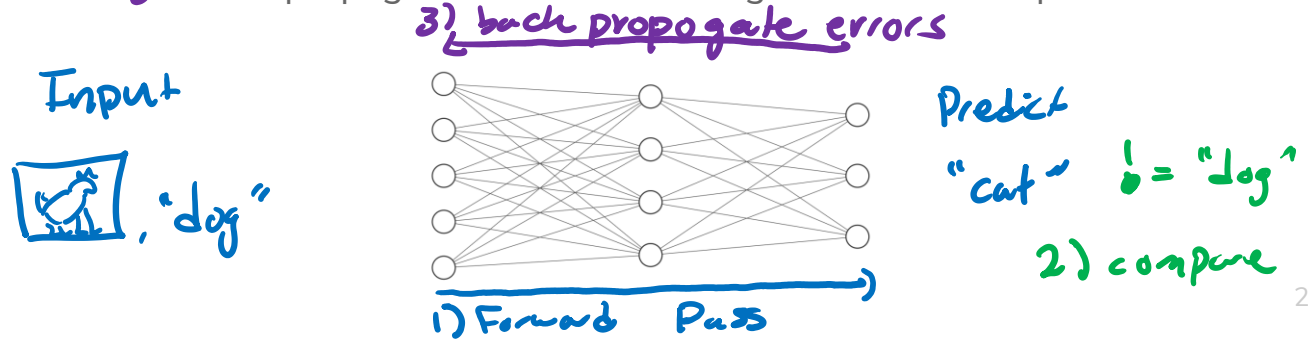 3) back propogate errors
Input
, "dog"
Predict
"cat" != "dog"
2) compare
1) Forward Pass
2